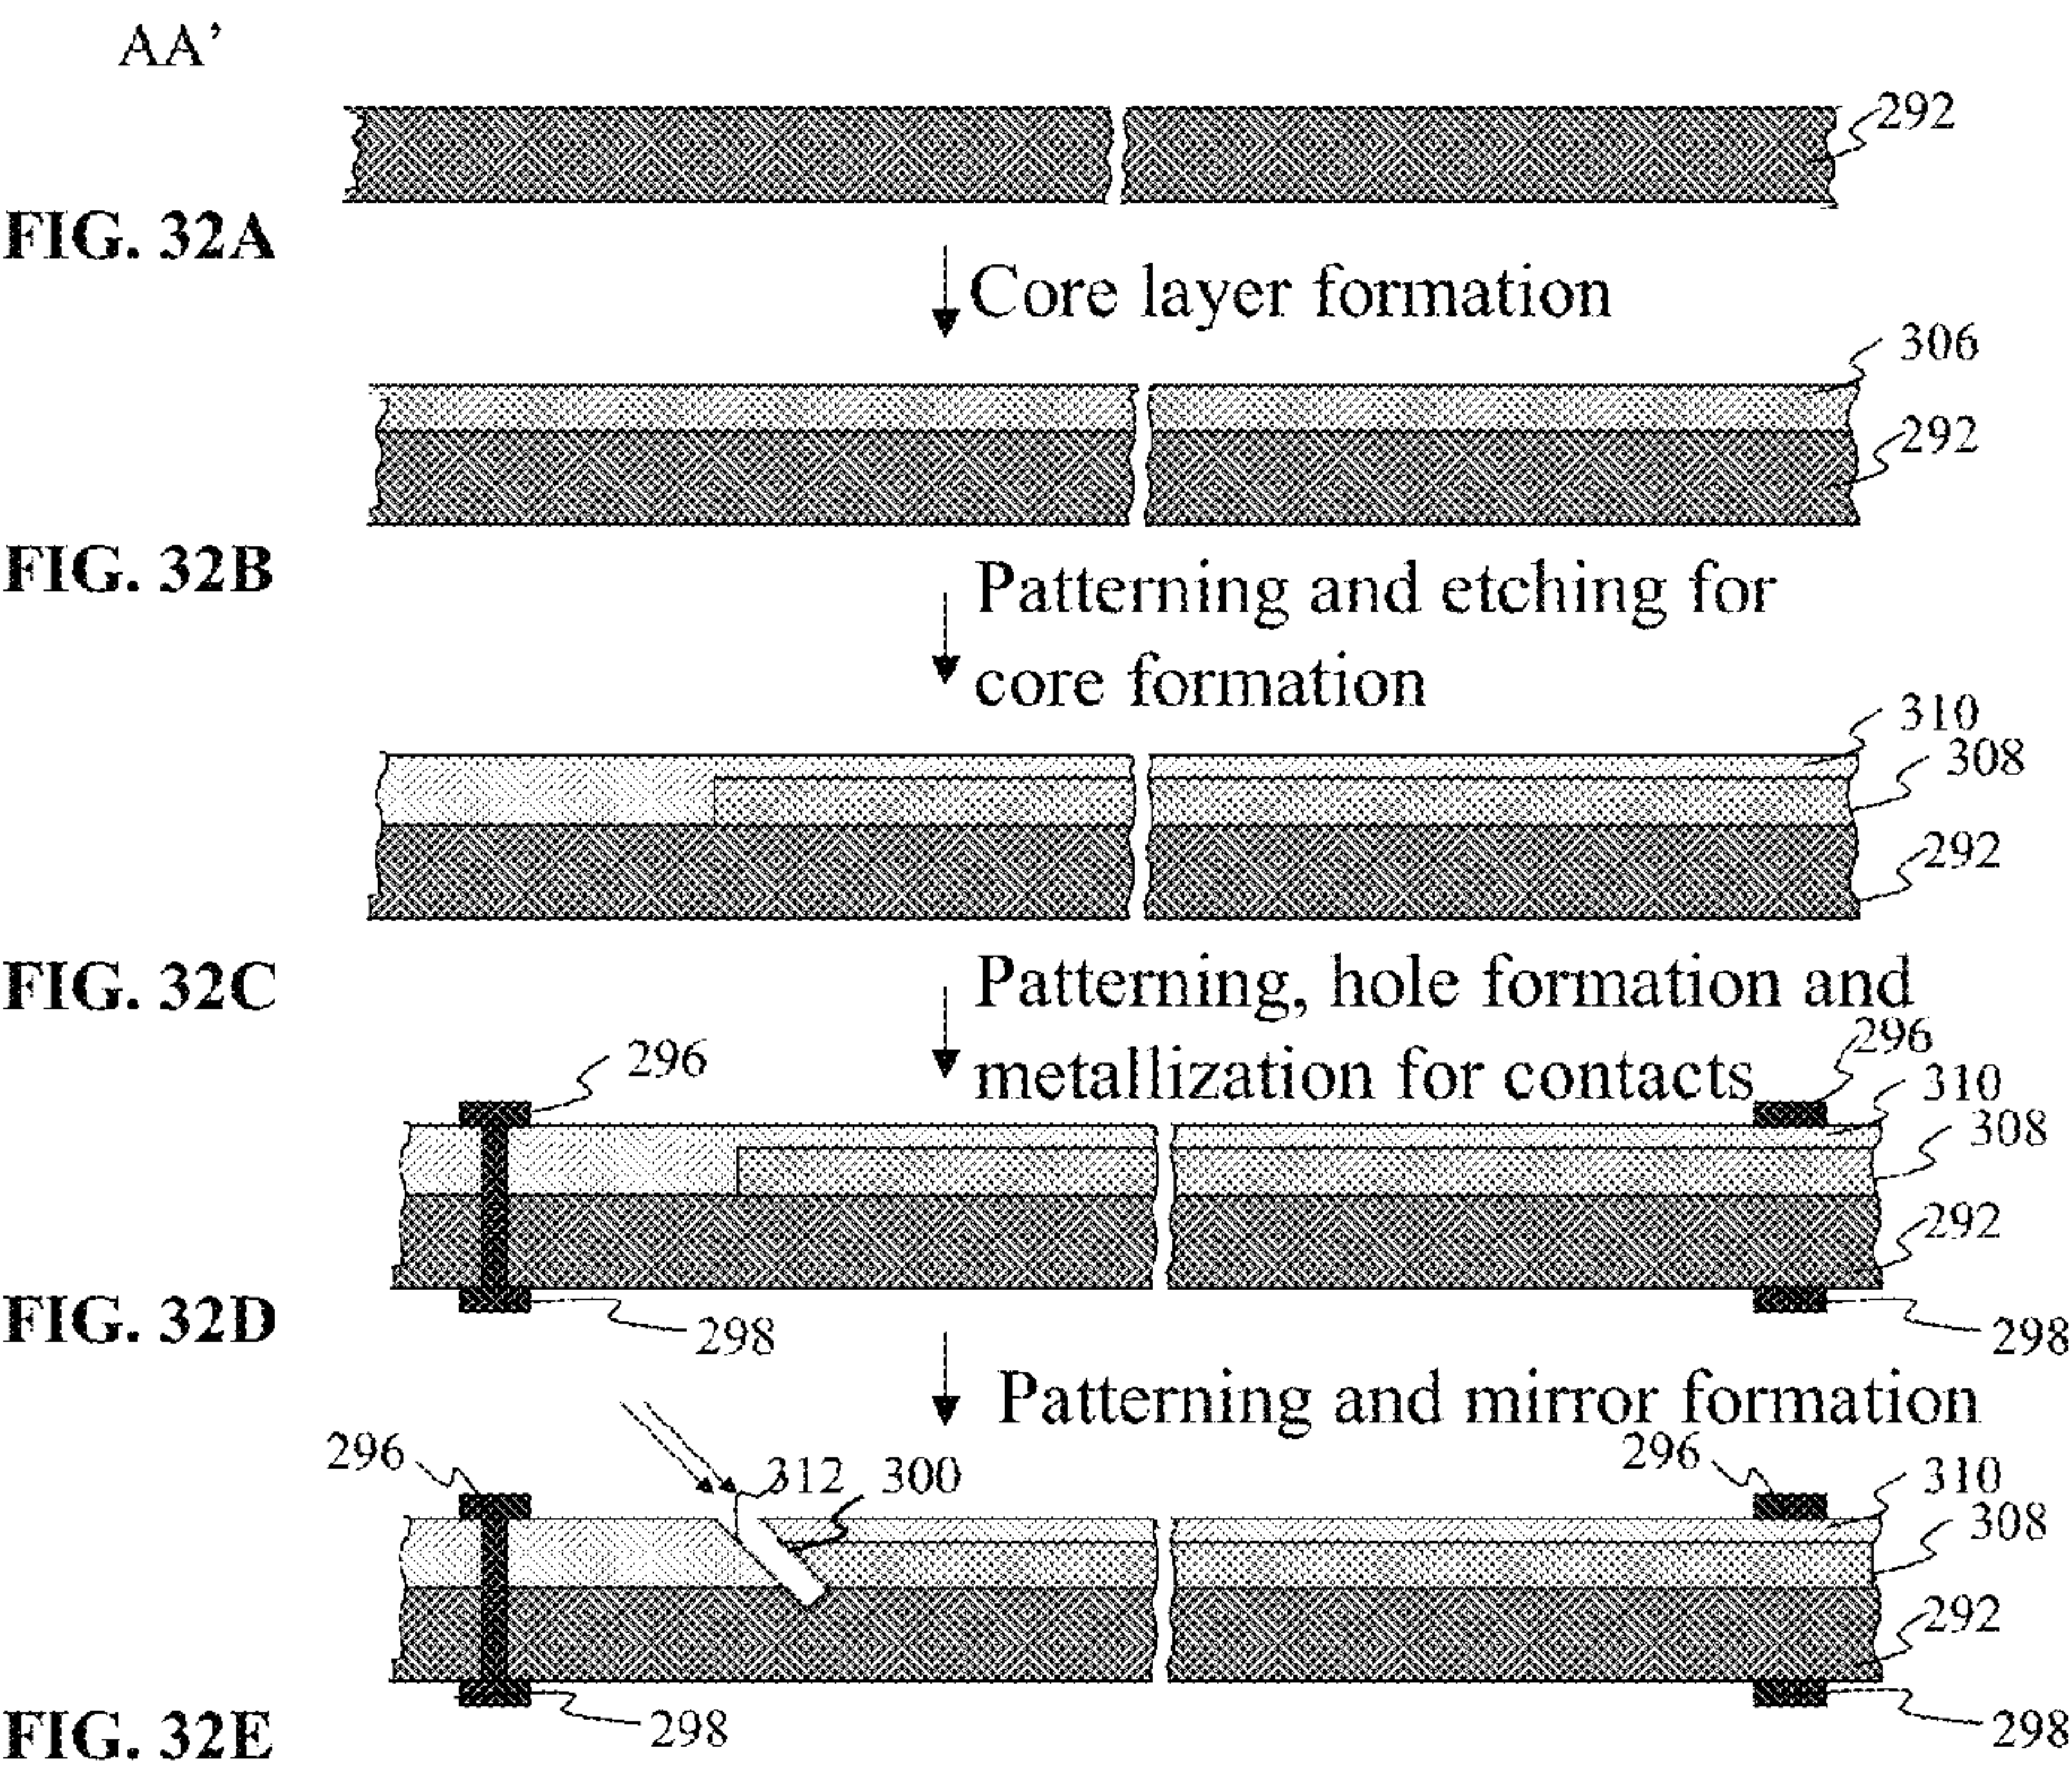 AA’
292
FIG. 32A
Core layer formation
306
292
FIG. 32B
Patterning and etching for
core formation
310
308
292
FIG. 32C
Patterning, hole formation and
metallization for contacts
296
296
310
308
292
FIG. 32D
298
298
Patterning and mirror formation
296
312
300
296
310
308
292
FIG. 32E
298
298